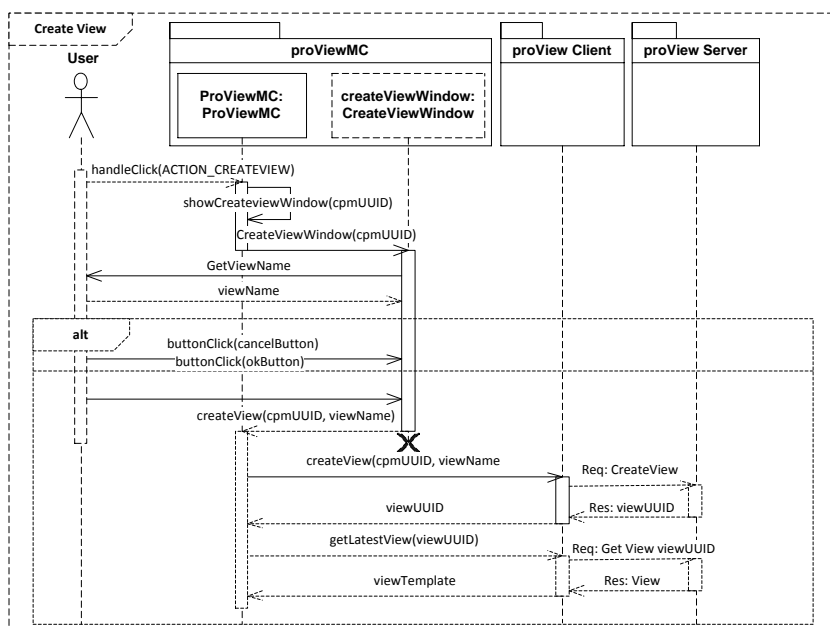 Create View
User
proViewMC
proView Client
proView Server
ProViewMC:
ProViewMC
createViewWindow:
CreateViewWindow
handleClick(ACTION_CREATEVIEW)
showCreateviewWindow(cpmUUID)
CreateViewWindow(cpmUUID)
GetViewName
viewName
alt
buttonClick(cancelButton)
buttonClick(okButton)
createView(cpmUUID, viewName)
createView(cpmUUID, viewName
Req: CreateView
viewUUID
Res: viewUUID
getLatestView(viewUUID)
Req: Get View viewUUID
viewTemplate
Res: View